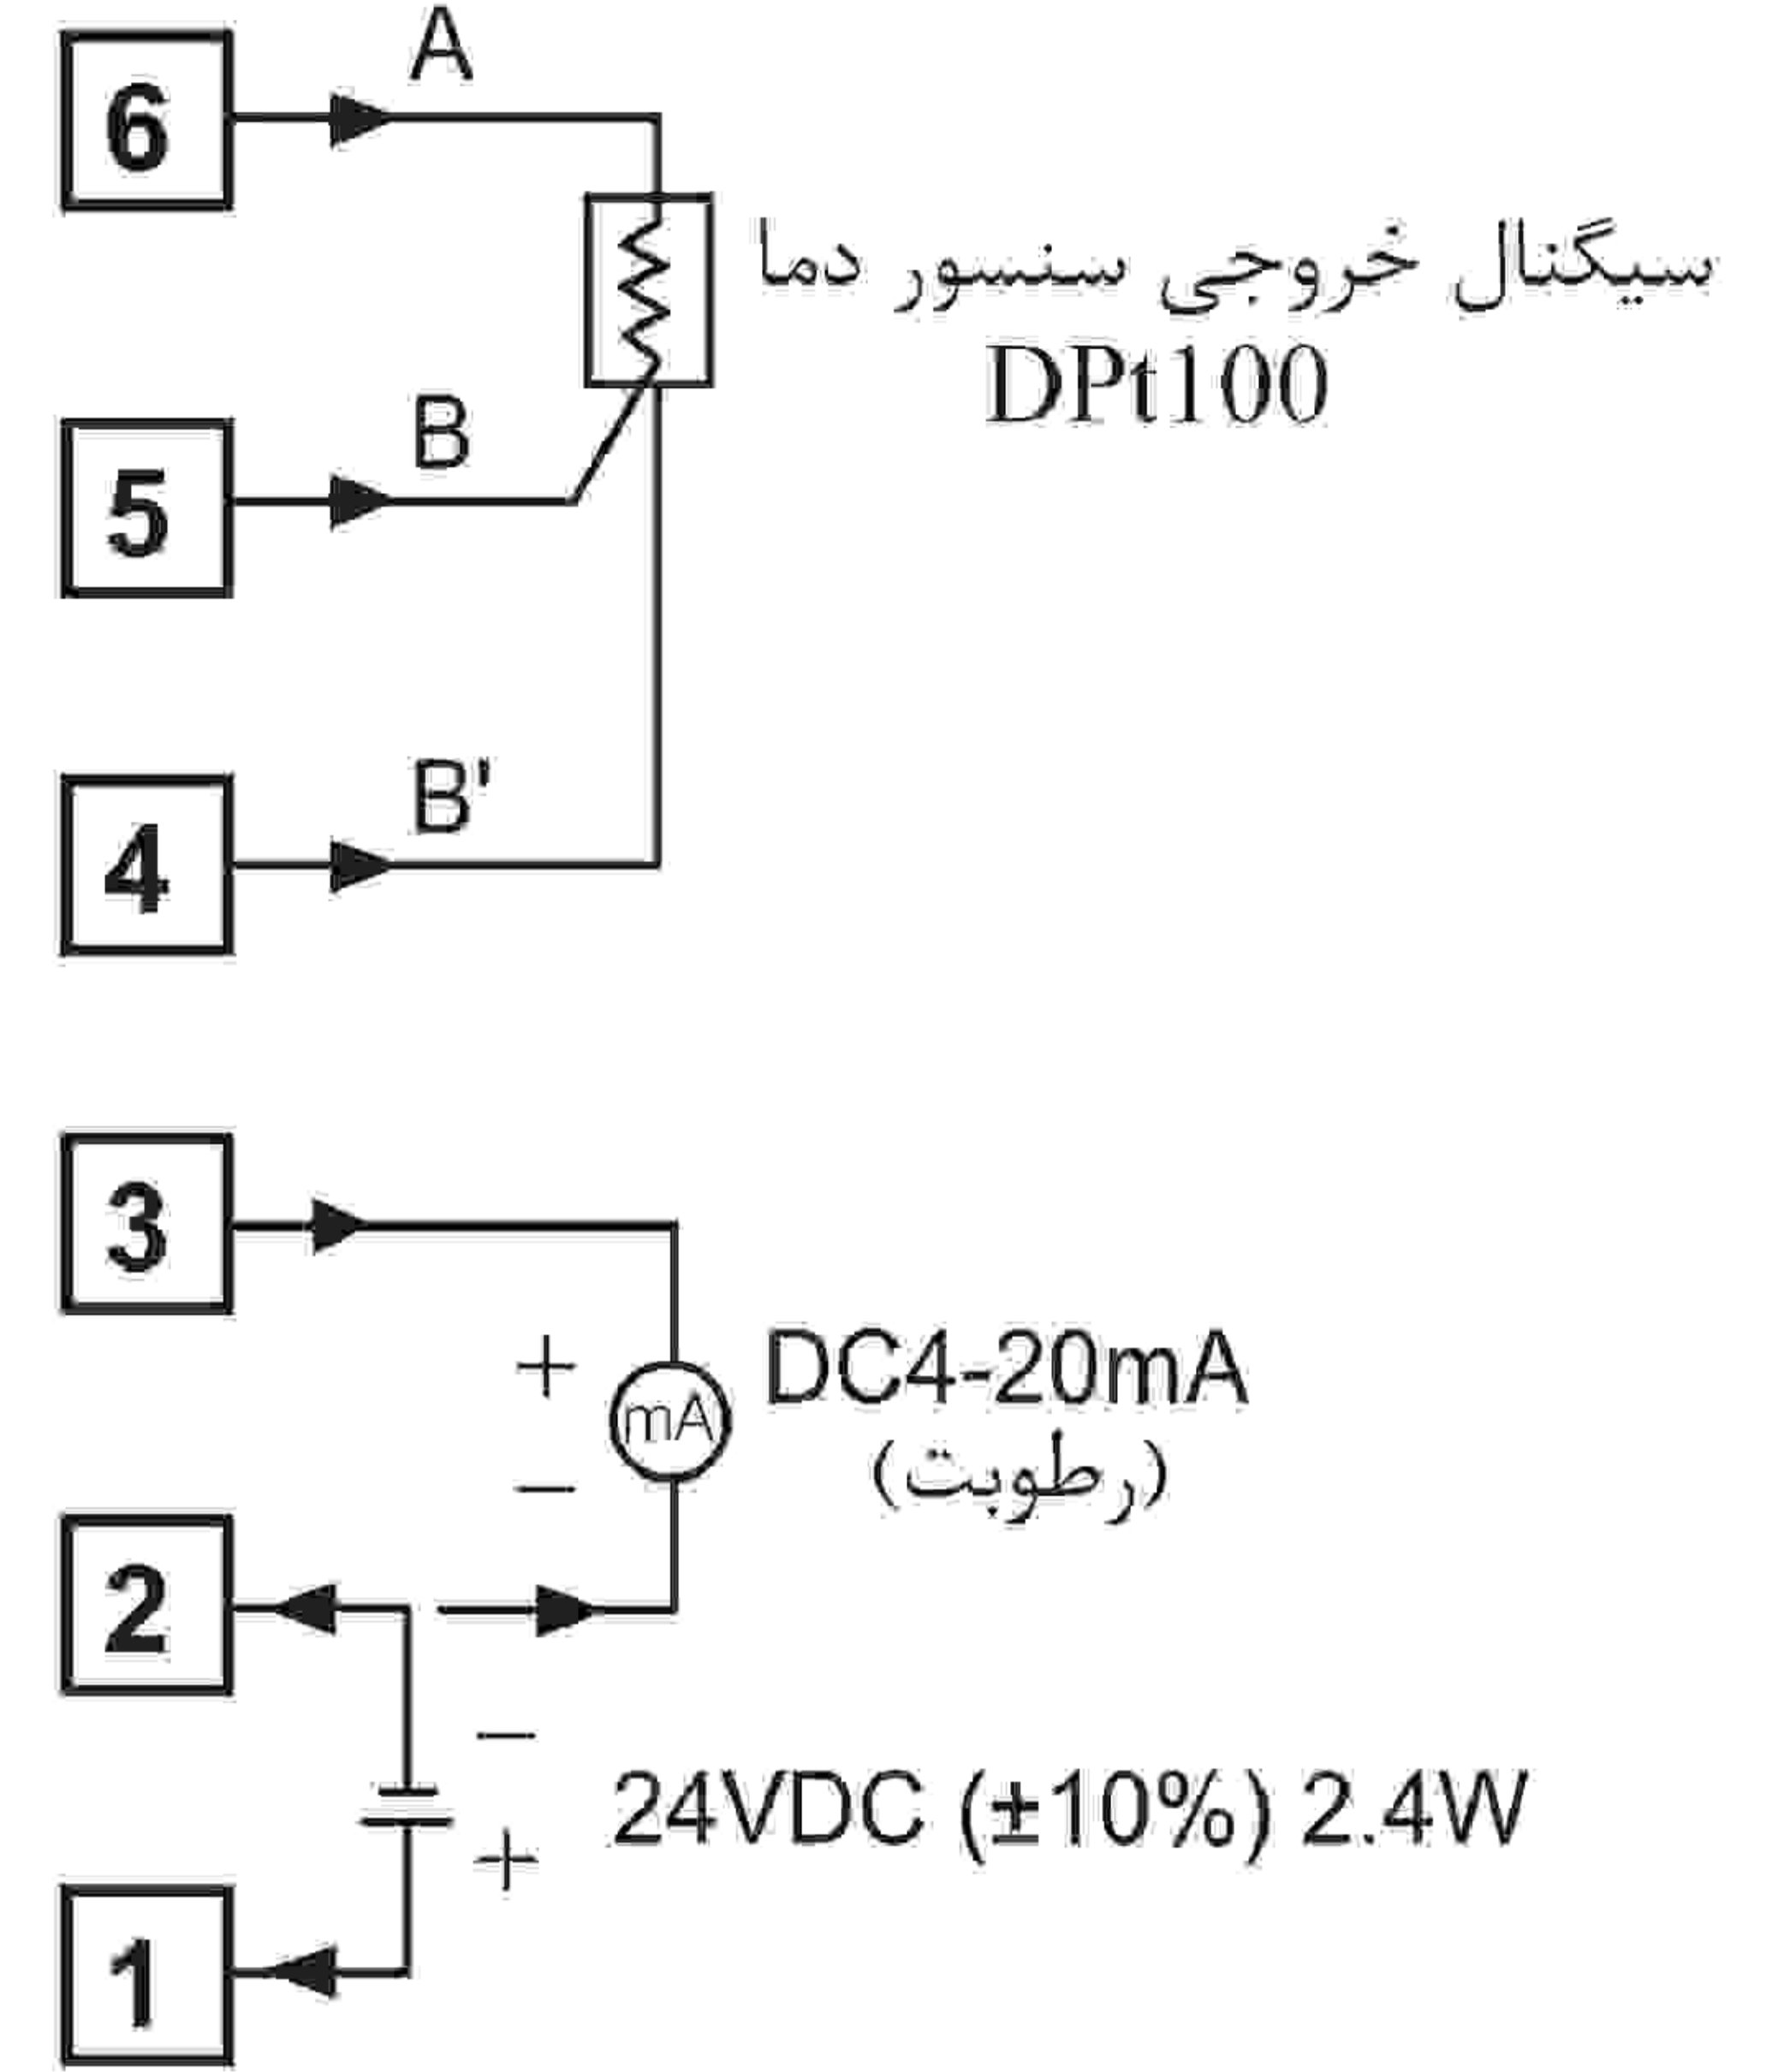 A
6
سیگنال خروجی سنسور دما
DPt100
B
5
B'
4
3
+
DC4-20mA
mA
(رطوبت)
−
2
−
24VDC (±10%) 2.4W
+
1